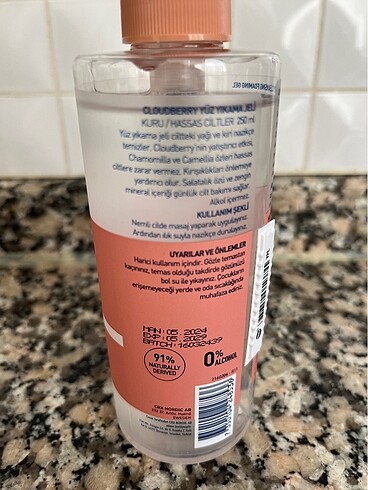 CLOUDBERRY YÜZ YIKAMA JELİ
KURU / HASSAS CİLTLER 250 ml
Yüz yıkama jeli ciltteki yağı ve kiri nazikçe
temizler. Cloudberry'nin yatıştırıcı etkisi,
Chamomilla ve Camellia özleri hassas
ciltlere zarar vermez. Kırışıklıkları önlemeye
yardımcı olur. Salatalık özü ve zengin
mineral içeriği günlük cilt bakımı sağlar.
Alkol içermez.
KULLANIM ŞEKLİ
Nemli cilde masaj yaparak uygulayınız.
Ardından ılık suyla nazikçe durulayınız.
UYARILAR VE ÖNLEMLER
Harici kullanım içindir. Gözle temastan
kaçınınız, temas olduğu takdirde gözünüzü
bol su ile yıkayınız. Çocukların
erişemeyeceği yerde ve oda sıcaklığında
muhafaza ediniz.
MAN: 05. 2024
EXP: 05. 2029
BATCH: 16032439
91%
NATURALLY
DERIVED
0% ALCOHOL
CRX NORDIC AB
SWEDEN